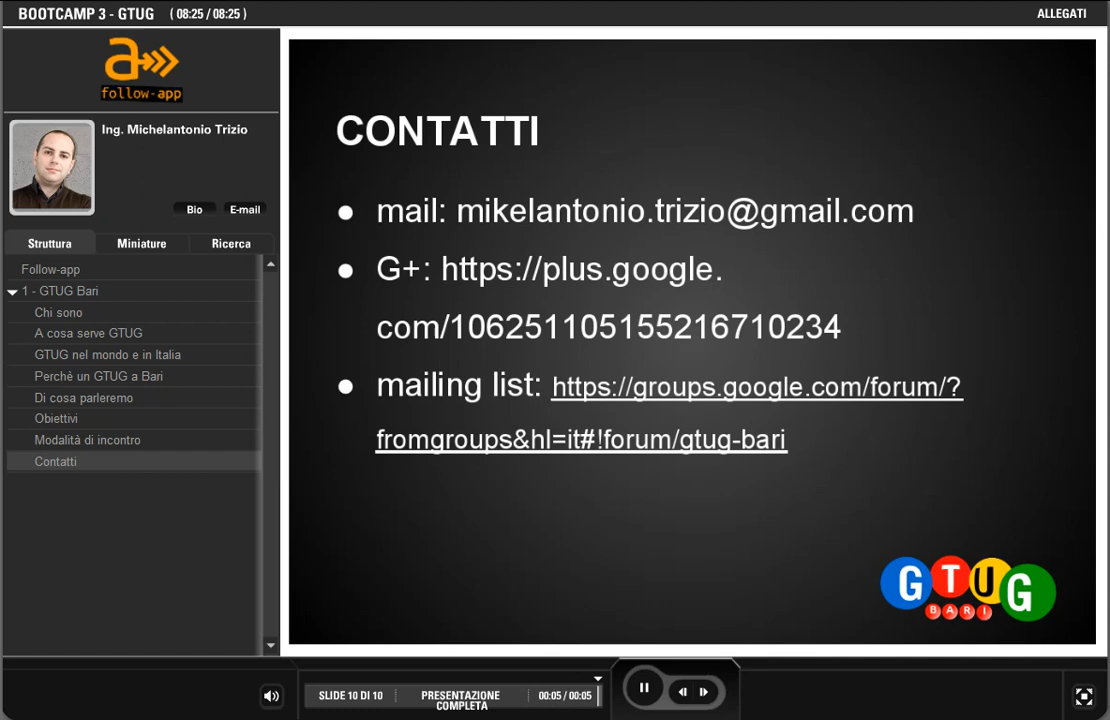 BOOTCAMP 3 - GTUG ( 08:25 / 08:25 )
ALLEGATI
a
follow-app
Ing. Michelantonio Trizio
Bio
E-mail
Struttura
Miniature
Ricerca
Follow-app
1 - GTUG Bari
Chi sono
A cosa serve GTUG
GTUG nel mondo e in Italia
Perchè un GTUG a Bari
Di cosa parleremo
Obiettivi
Modalità di incontro
Contatti
CONTATTI
● mail: mikelantonio.trizio@gmail.com
● G+: https://plus.google.
com/106251105155216710234
● mailing list: https://groups.google.com/forum/?
fromgroups&hl=it#!forum/gtug-bari
GTUG
BARI
SLIDE 10 DI 10
PRESENTAZIONE
COMPLETA
00:05 / 00:05